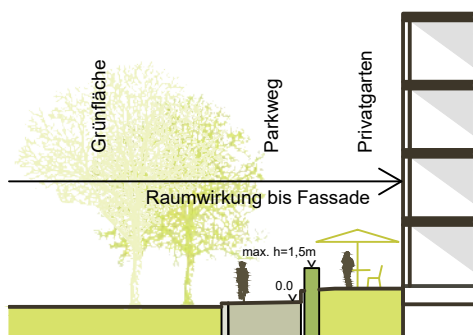 Grünfläche
Parkweg
Privatgarten
Raumwirkung bis Fassade
max. h=1,5m
0.0